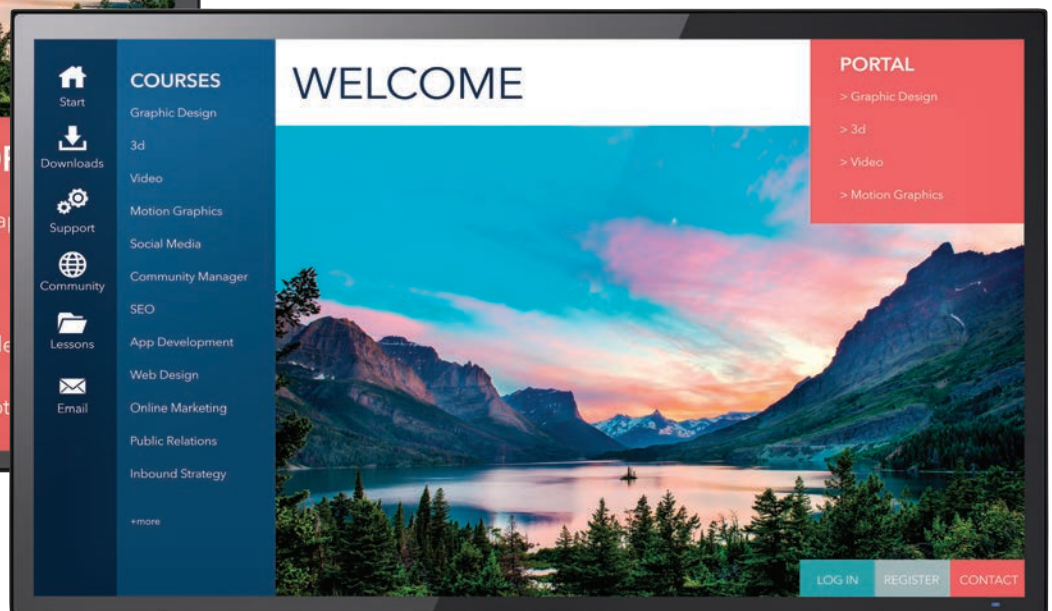 Start
Downloads
Support
Community
Lessons
Email
COURSES
Graphic Design
3d
Video
Motion Graphics
Social Media
Community Manager
SEO
App Development
Web Design
Online Marketing
Public Relations
Inbound Strategy
+more
WELCOME
PORTAL
> Graphic Design
> 3d
> Video
> Motion Graphics
LOG IN
REGISTER
CONTACT